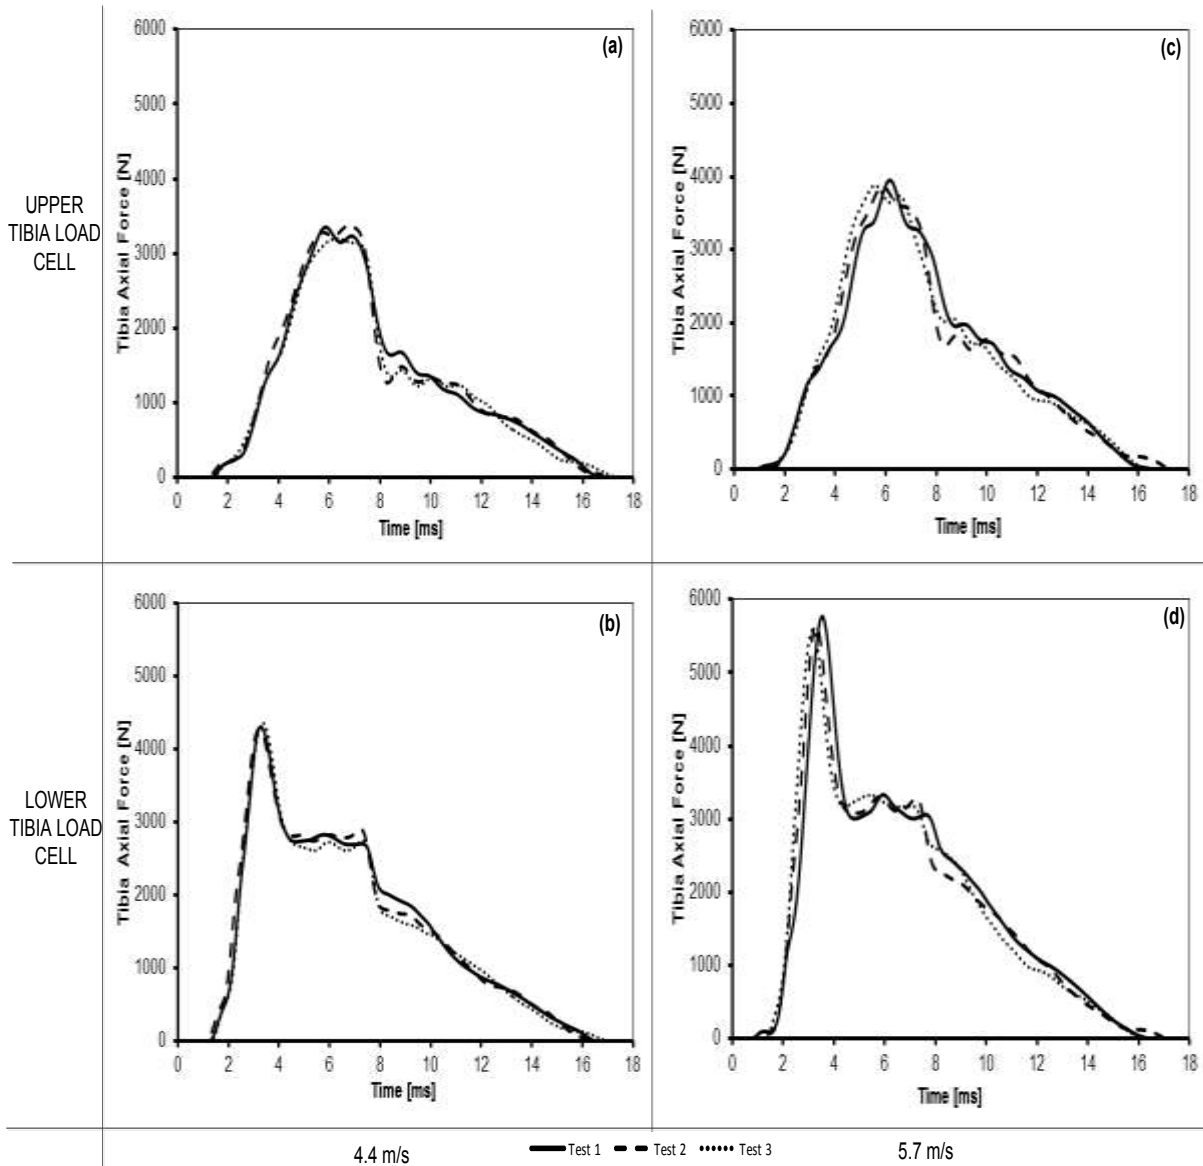 UPPER
TIBIA LOAD
CELL
(a)
6000
5000
4000
3000
2000
1000
0
Tibia Axial Force [N]
0 2 4 6 8 10 12 14 16 18
Time [ms]
(c)
6000
5000
4000
3000
2000
1000
0
Tibia Axial Force [N]
0 2 4 6 8 10 12 14 16 18
Time [ms]
LOWER
TIBIA LOAD
CELL
(b)
6000
5000
4000
3000
2000
1000
0
Tibia Axial Force [N]
0 2 4 6 8 10 12 14 16 18
Time [ms]
(d)
6000
5000
4000
3000
2000
1000
0
Tibia Axial Force [N]
0 2 4 6 8 10 12 14 16 18
Time [ms]
4.4 m/s Test 1 Test 2 Test 3 5.7 m/s